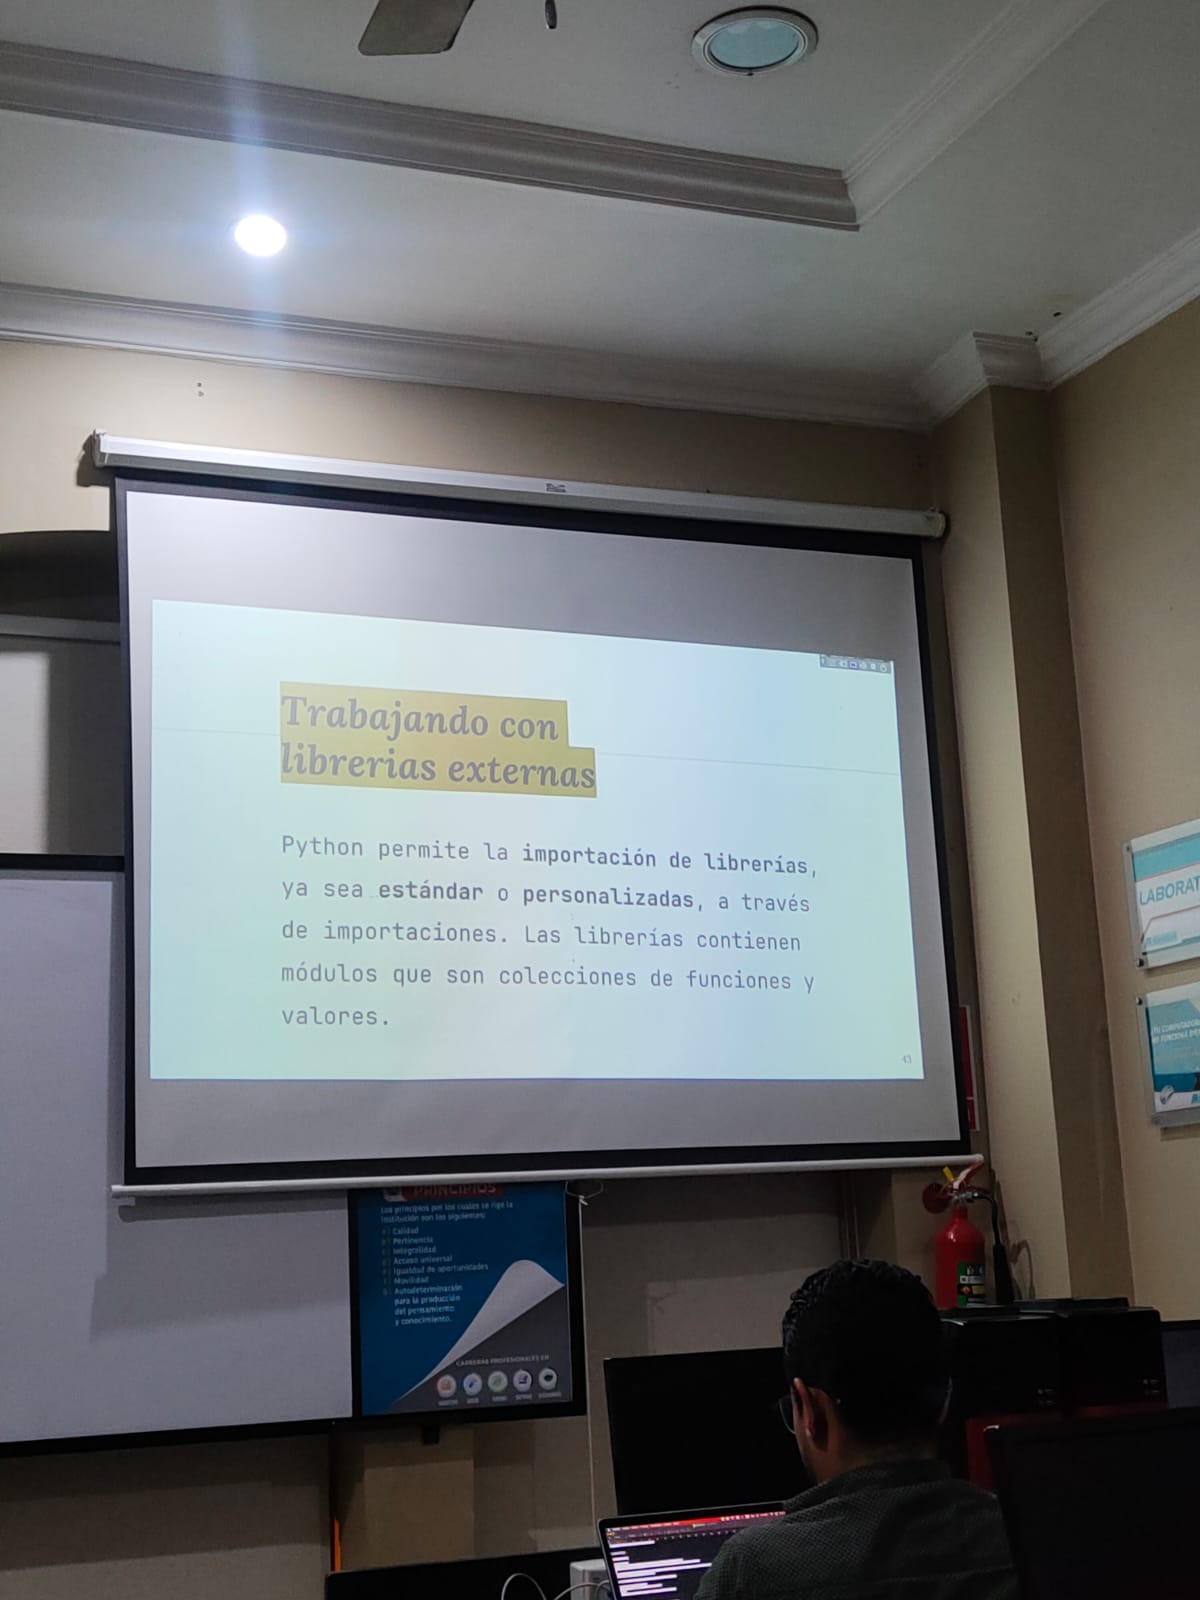 Trabajando con
librerias externas
Python permite la importación de librerías,
ya sea estándar o personalizadas, a través
de importaciones. Las librerías contienen
módulos que son colecciones de funciones y
valores.
43
LABORAT
PRINCIPIOS
Los principios por los cuales se rige la
institución son los siguientes:
Calidad
Pertinencia
Integralidad
Acceso universal
Igualdad de oportunidades
Movilidad
Autodeterminación
para la producción
del pensamiento
y conocimiento.
CARRERAS PROFESIONALES EN